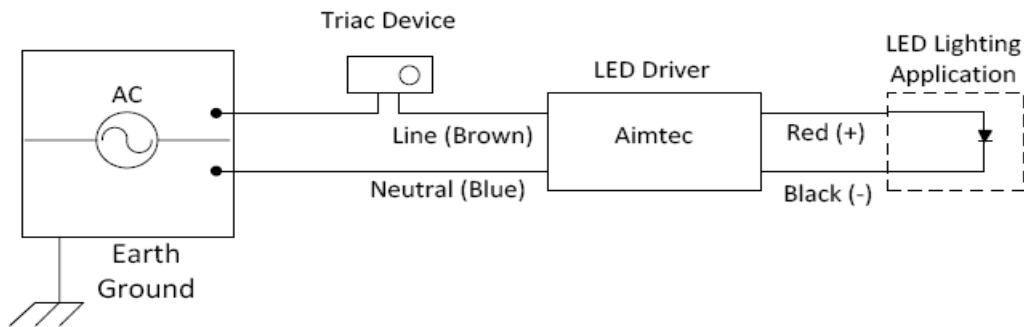 Triac Device
LED Lighting
Application
LED Driver
AC
Line (Brown)
Aimtec
Red (+)
Neutral (Blue)
Black (-)
Earth
Ground